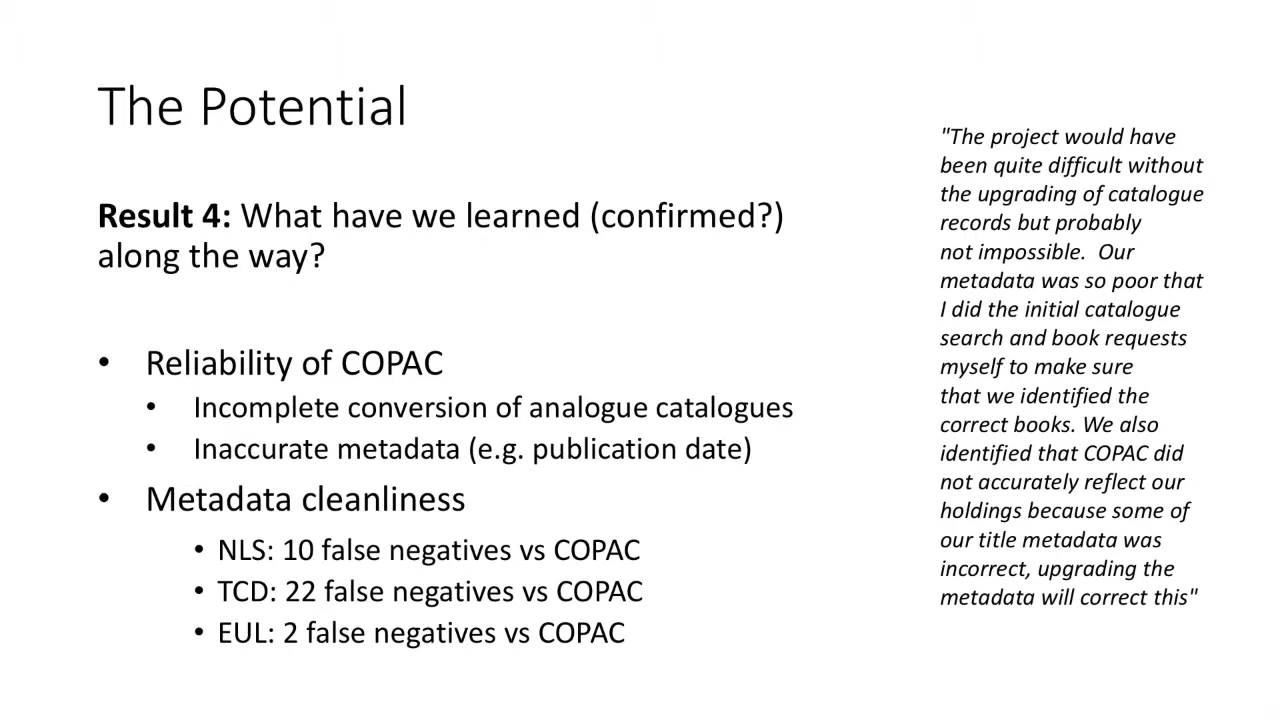 The Potential
Result 4: What have we learned (confirmed?)
along the way?
• Reliability of COPAC
• Incomplete conversion of analogue catalogues
• Inaccurate metadata (e.g. publication date)
• Metadata cleanliness
• NLS: 10 false negatives vs COPAC
• TCD: 22 false negatives vs COPAC
• EUL: 2 false negatives vs COPAC
"The project would have
been quite difficult without
the upgrading of catalogue
records but probably
not impossible.  Our
metadata was so poor that
I did the initial catalogue
search and book requests
myself to make sure
that we identified the
correct books. We also
identified that COPAC did
not accurately reflect our
holdings because some of
our title metadata was
incorrect, upgrading the
metadata will correct this"